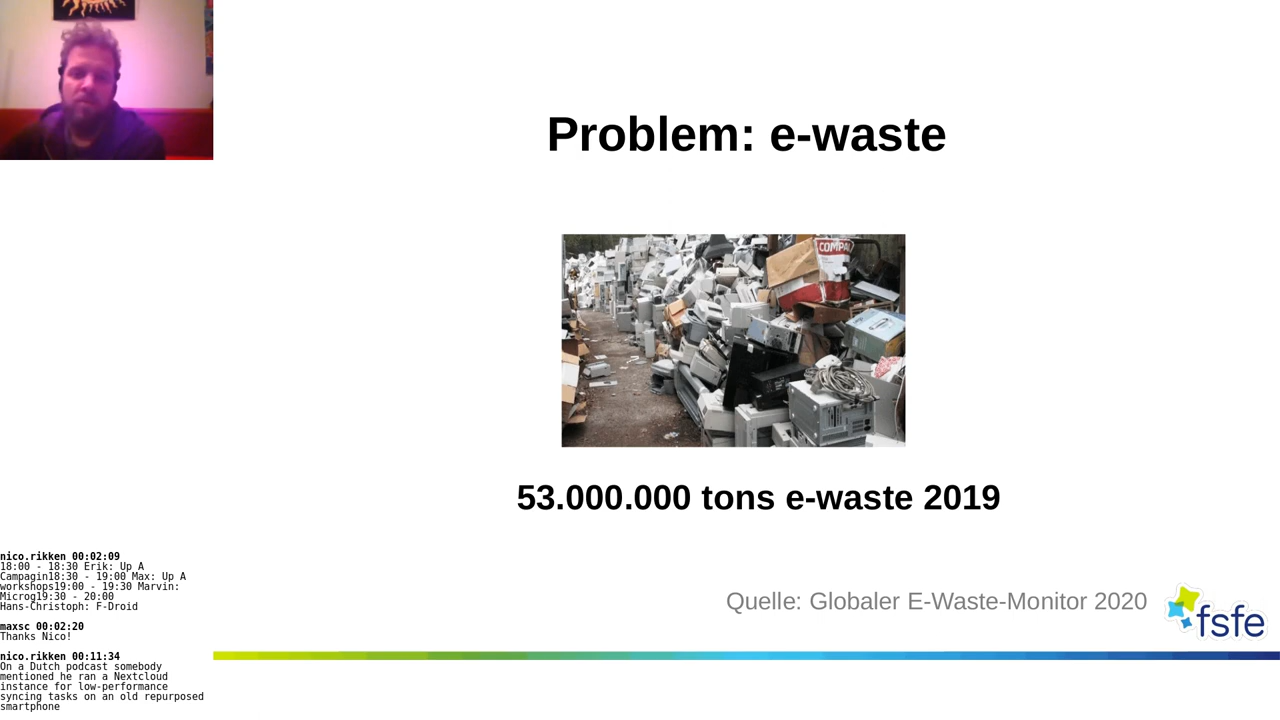 Problem: e-waste
COMPAQ
53.000.000 tons e-waste 2019
Quelle: Globaler E-Waste-Monitor 2020
fsfe
nico.rikken 00:02:09
18:00 - 18:30 Erik: Up A
Campagin18:30 - 19:00 Max: Up A
workshops19:00 - 19:30 Marvin:
Microg19:30 - 20:00
Hans-Christoph: F-Droid
maxsc 00:02:20
Thanks Nico!
nico.rikken 00:11:34
On a Dutch podcast somebody
mentioned he ran a Nextcloud
instance for low-performance
syncing tasks on an old repurposed
smartphone